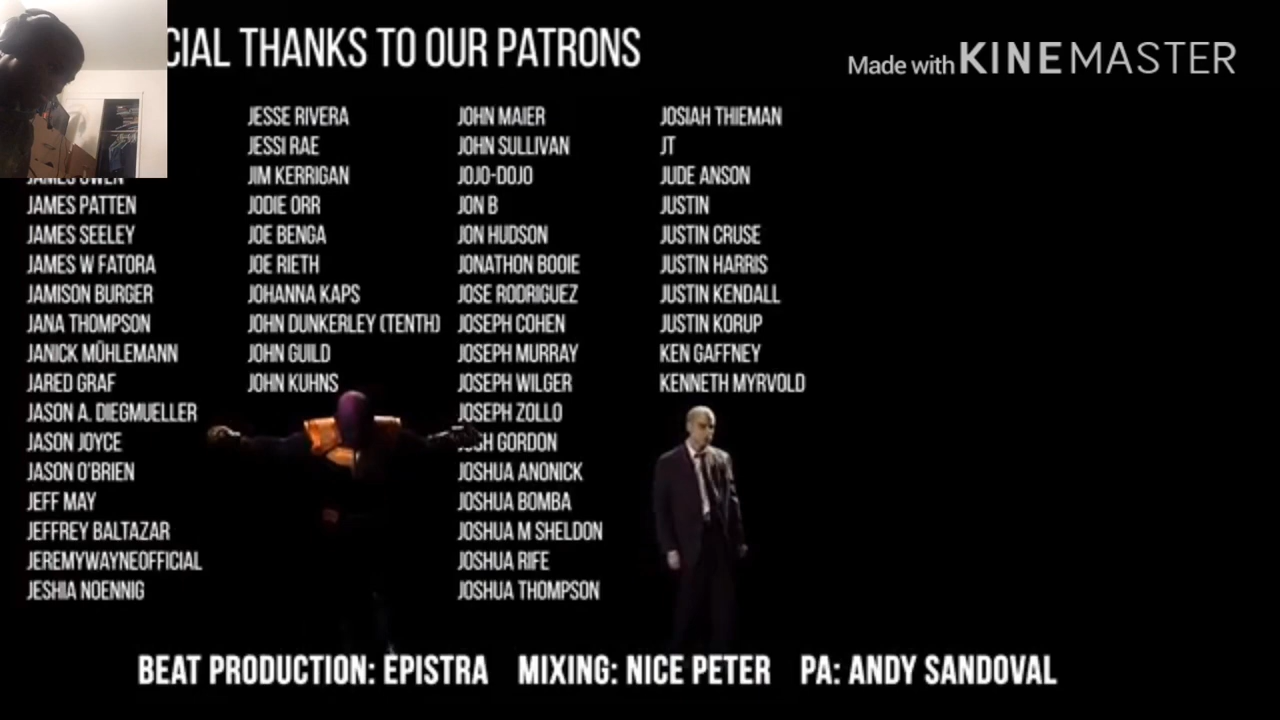 CIAL THANKS TO OUR PATRONS
Made with KINEMASTER
JAMES OWEN
JAMES PATTEN
JAMES SEELEY
JAMES W FATORA
JAMISON BURGER
JANA THOMPSON
JANICK MÜHLEMANN
JARED GRAF
JASON A. DIEGMUELLER
JASON JOYCE
JASON O'BRIEN
JEFF MAY
JEFFREY BALTAZAR
JEREMYWAYNEOFFICIAL
JESHIA NOENNIG
JESSE RIVERA
JESSI RAE
JIM KERRIGAN
JODIE ORR
JOE BENGA
JOE RIETH
JOHANNA KAPS
JOHN DUNKERLEY (TENTH)
JOHN GUILD
JOHN KUHNS
JOHN MAIER
JOHN SULLIVAN
JOJO-DOJO
JON B
JON HUDSON
JONATHON BOOIE
JOSE RODRIGUEZ
JOSEPH COHEN
JOSEPH MURRAY
JOSEPH WILGER
JOSEPH ZOLLO
JOSH GORDON
JOSHUA ANONICK
JOSHUA BOMBA
JOSHUA M SHELDON
JOSHUA RIFE
JOSHUA THOMPSON
JOSIAH THIEMAN
JT
JUDE ANSON
JUSTIN
JUSTIN CRUSE
JUSTIN HARRIS
JUSTIN KENDALL
JUSTIN KORUP
KEN GAFFNEY
KENNETH MYRVOLD
BEAT PRODUCTION: EPISTRA MIXING: NICE PETER PA: ANDY SANDOVAL